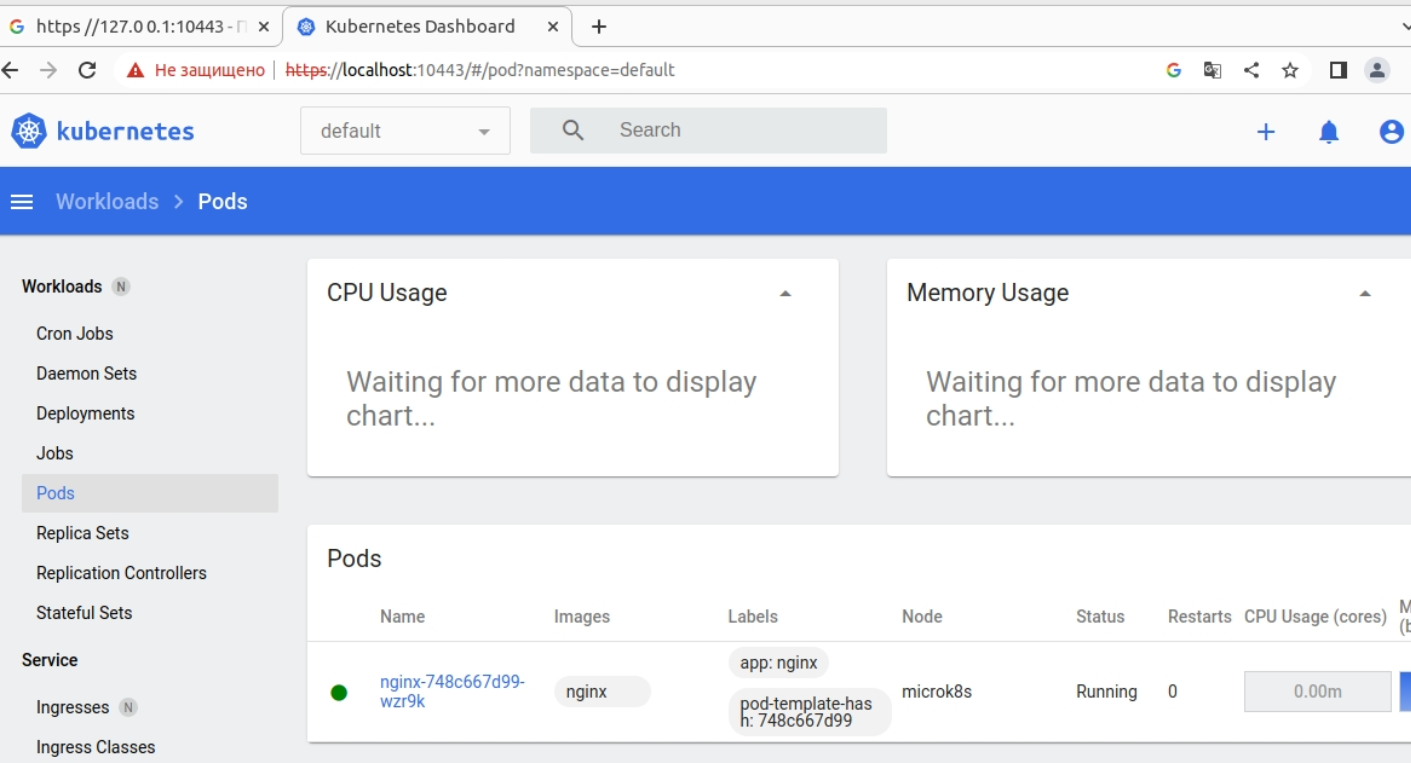 https //127.0 0.1:10443 - П
Kubernetes Dashboard
Не защищено
https://localhost:10443/#/pod?namespace=default
kubernetes
default
Search
Workloads
Pods
Workloads N
Cron Jobs
Daemon Sets
Deployments
Jobs
Pods
Replica Sets
Replication Controllers
Stateful Sets
Service
Ingresses N
Ingress Classes
CPU Usage
Waiting for more data to display
chart...
Memory Usage
Waiting for more data to display
chart...
Pods
Name Images Labels Node Status Restarts CPU Usage (cores)
nginx-748c667d99-
wzr9k
nginx
app: nginx
pod-template-has
h: 748c667d99
microk8s
Running
0
0.00m